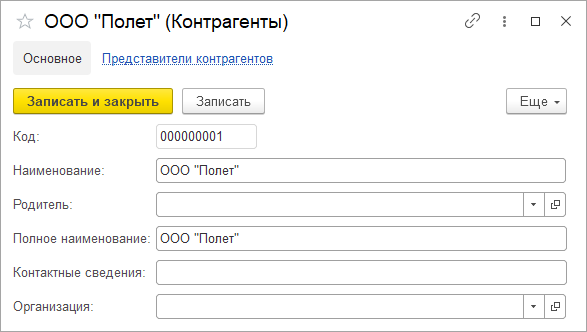 ООО "Полет" (Контрагенты)
Основное Представители контрагентов
Записать и закрыть Записать Еще
Код: 000000001
Наименование: ООО "Полет"
Родитель:
Полное наименование: ООО "Полет"
Контактные сведения:
Организация: